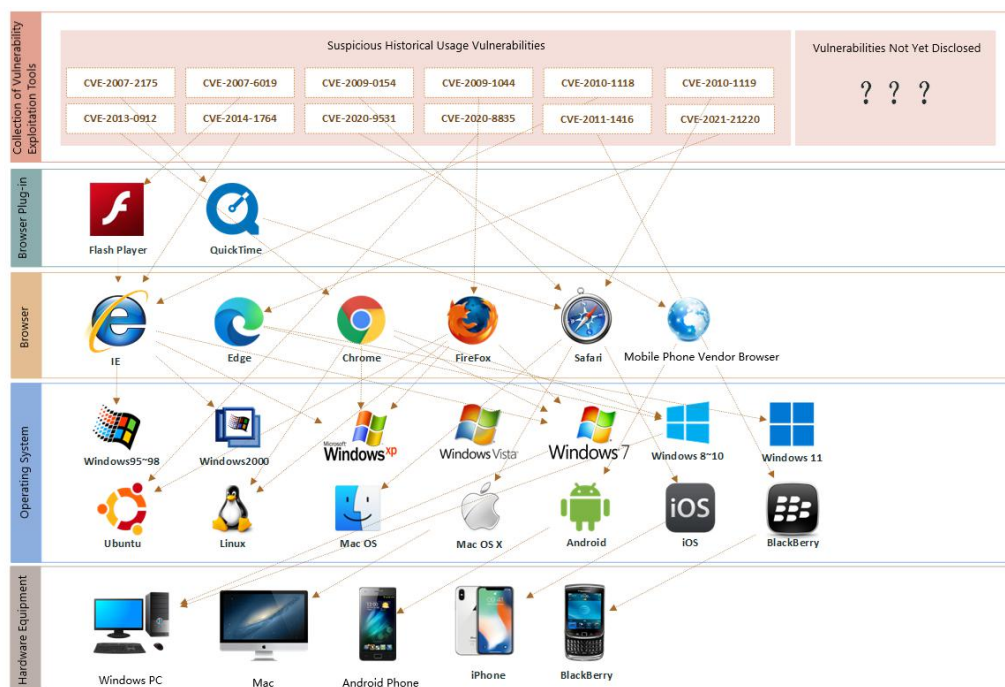 Collection of Vulnerability
Exploitation Tools
Suspicious Historical Usage Vulnerabilities
Vulnerabilities Not Yet Disclosed
CVE-2007-2175
CVE-2007-6019
CVE-2009-0154
CVE-2009-1044
CVE-2010-1118
CVE-2010-1119
? ? ?
CVE-2013-0912
CVE-2014-1764
CVE-2020-9531
CVE-2020-8835
CVE-2011-1416
CVE-2021-21220
Browser Plug-in
Flash Player
QuickTime
Browser
IE
Edge
Chrome
FireFox
Safari
Mobile Phone Vendor Browser
Operating System
Windows95~98
Windows2000
Microsoft
Windows xp
Windows Vista
Windows 7
Windows 8~10
Windows 11
iOS
Ubuntu
Linux
Mac OS
Mac OS X
Android
iOS
BlackBerry
Hardware Equipment
Windows PC
Mac
Android Phone
iPhone
BlackBerry